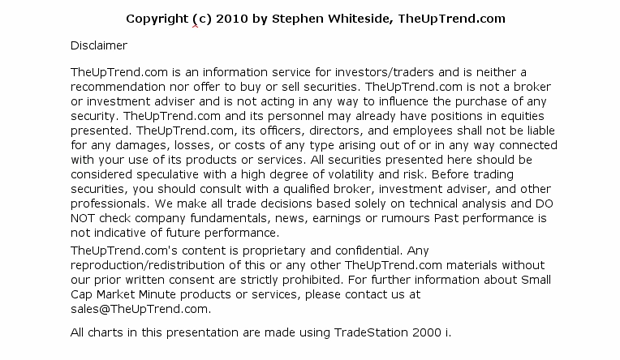 Copyright (c) 2010 by Stephen Whiteside, TheUpTrend.com
Disclaimer
TheUpTrend.com is an information service for investors/traders and is neither a
recommendation nor offer to buy or sell securities. TheUpTrend.com is not a broker
or investment adviser and is not acting in any way to influence the purchase of any
security. TheUpTrend.com and its personnel may already have positions in equities
presented. TheUpTrend.com, its officers, directors, and employees shall not be liable
for any damages, losses, or costs of any type arising out of or in any way connected
with your use of its products or services. All securities presented here should be
considered speculative with a high degree of volatility and risk. Before trading
securities, you should consult with a qualified broker, investment adviser, and other
professionals. We make all trade decisions based solely on technical analysis and DO
NOT check company fundamentals, news, earnings or rumours Past performance is
not indicative of future performance.
TheUpTrend.com's content is proprietary and confidential. Any
reproduction/redistribution of this or any other TheUpTrend.com materials without
our prior written consent are strictly prohibited. For further information about Small
Cap Market Minute products or services, please contact us at
sales@TheUpTrend.com.
All charts in this presentation are made using TradeStation 2000 i.